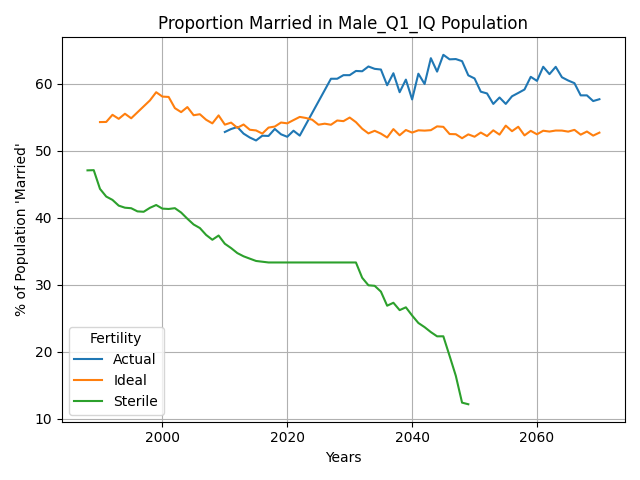 Proportion Married in Male_Q1_IQ Population
% of Population 'Married'
60
50
40
30
20
10
Fertility
Actual
Ideal
Sterile
2000 2020 2040 2060
Years